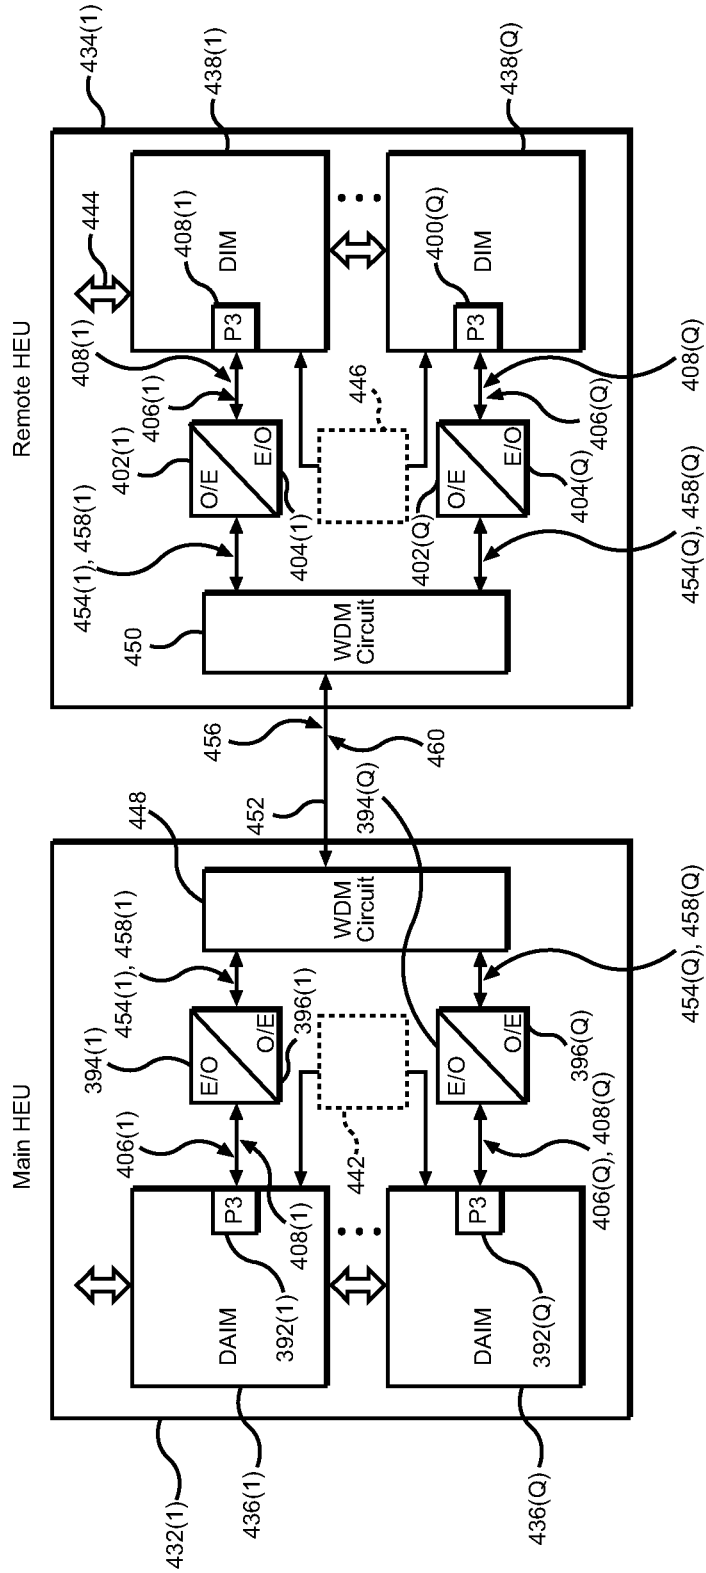 Main HEU
Remote HEU
432(1)
436(1)
DAIM
392(1)
P3
406(1)
408(1)
394(1)
E/O
O/E
396(1)
454(1), 458(1)
448
WDM
Circuit
442
...
436(Q)
DAIM
392(Q)
P3
406(Q), 408(Q)
394(Q)
E/O
O/E
396(Q)
454(Q), 458(Q)
452
456
460
450
WDM
Circuit
454(1), 458(1)
402(1)
O/E
E/O
404(1)
406(1)
408(1)
P3
408(1)
DIM
444
438(1)
434(1)
446
...
402(Q)
O/E
E/O
404(Q)
454(Q), 458(Q)
406(Q)
408(Q)
P3
400(Q)
DIM
438(Q)